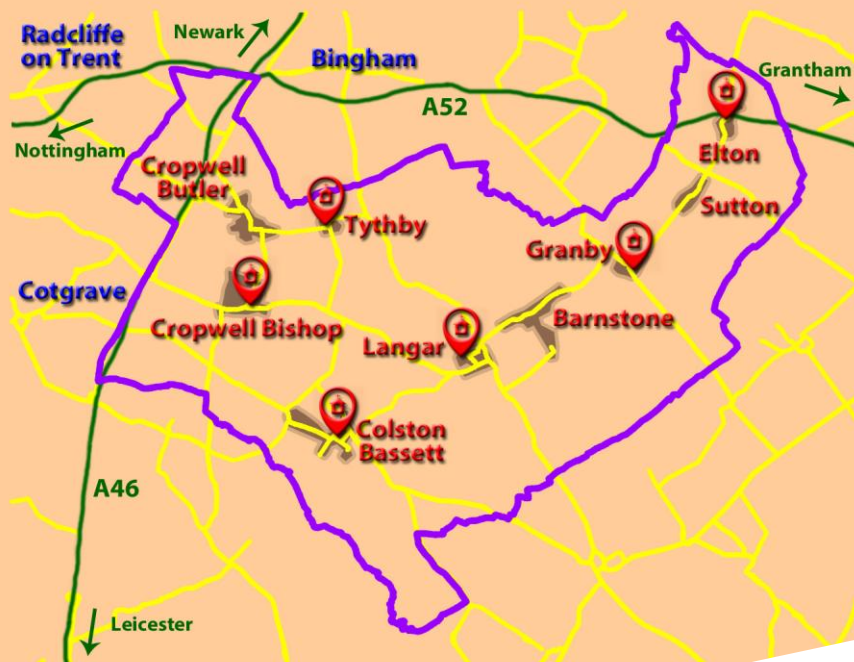 Radcliffe
on Trent
Newark
Bingham
Grantham
A52
Nottingham
Elton
Cropwell
Butler
Sutton
Tythby
Granby
Cotgrave
Cropwell Bishop
Barnstone
Langar
Colston
Bassett
A46
Leicester